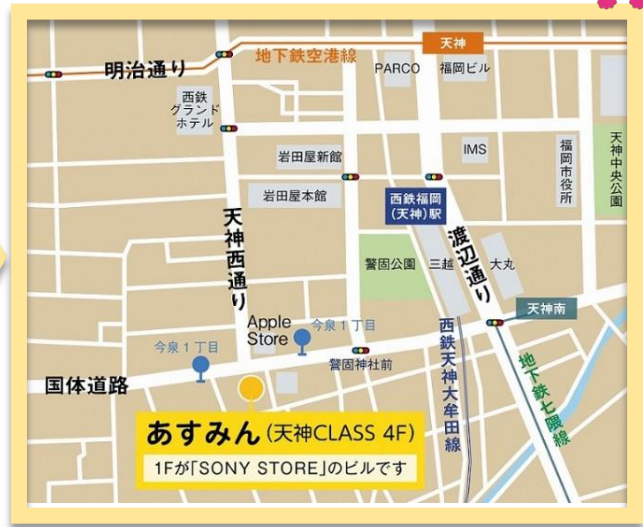 天神
地下鉄空港線
明治通り
PARCO
福岡ビル
西鉄
グランド
ホテル
岩田屋新館
IMS
福岡市役所
天神中央公園
岩田屋本館
西鉄福岡
(天神)駅
天神西通り
渡辺通り
警固公園
三越
大丸
天神南
Apple
Store
今泉1丁目
今泉1丁目
警固神社前
国体道路
西鉄天神大牟田線
地下鉄七隈線
あすみん(天神CLASS 4F)
1Fが「SONY STORE」のビルです